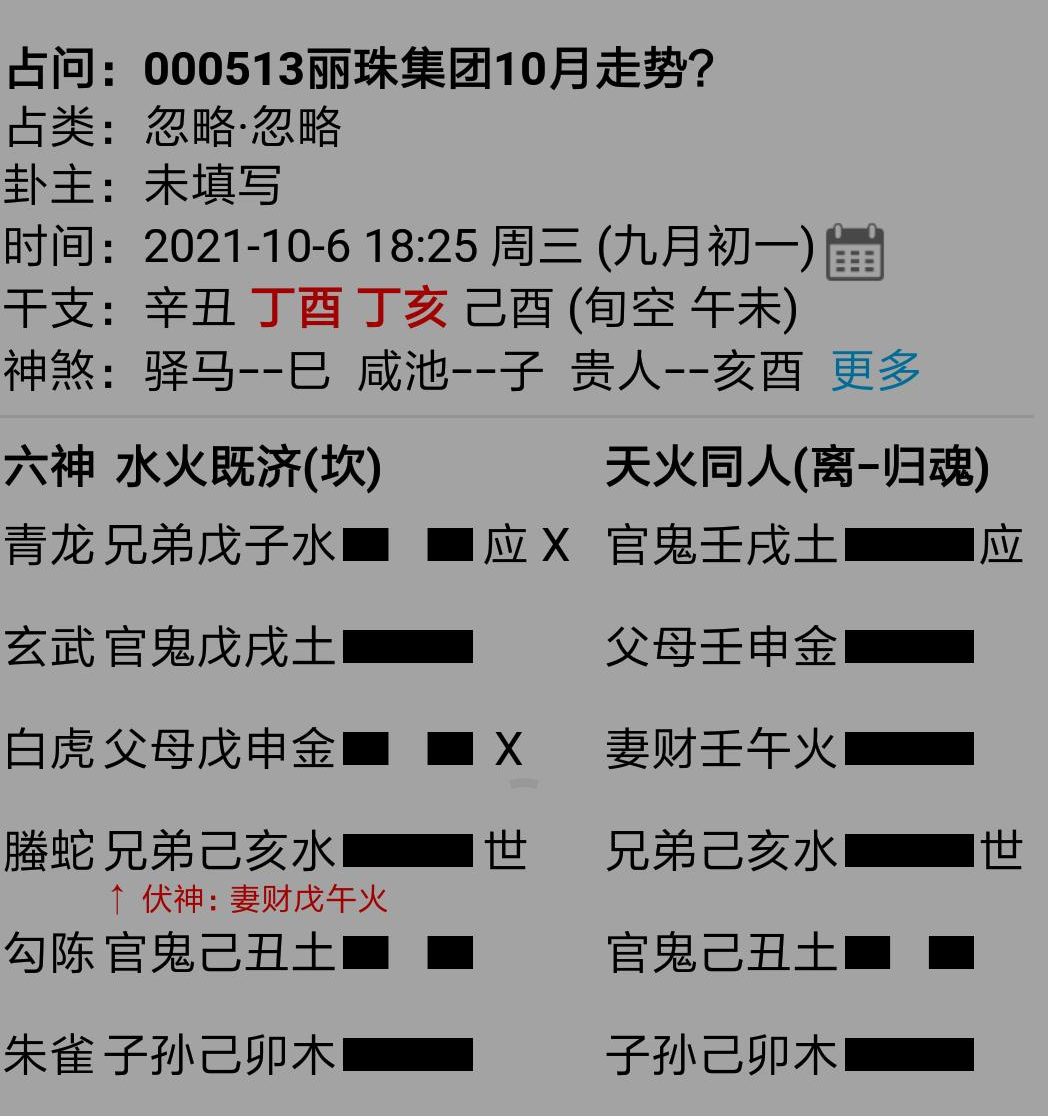 占问：000513丽珠集团10月走势？
占类：忽略·忽略
卦主：未填写
时间：2021-10-6 18:25 周三 (九月初一)
干支：辛丑 丁酉 丁亥 己酉 (旬空 午未)
神煞：驿马--巳 咸池--子 贵人--亥酉 更多
六神 水火既济(坎) 天火同人(离-归魂)
青龙 兄弟戊子水 应 X 官鬼壬戌土 应
玄武 官鬼戊戌土 父母壬申金
白虎 父母戊申金 X 妻财壬午火
螣蛇 兄弟己亥水 世 兄弟己亥水 世
↑ 伏神：妻财戊午火
勾陈 官鬼己丑土 官鬼己丑土
朱雀 子孙己卯木 子孙己卯木